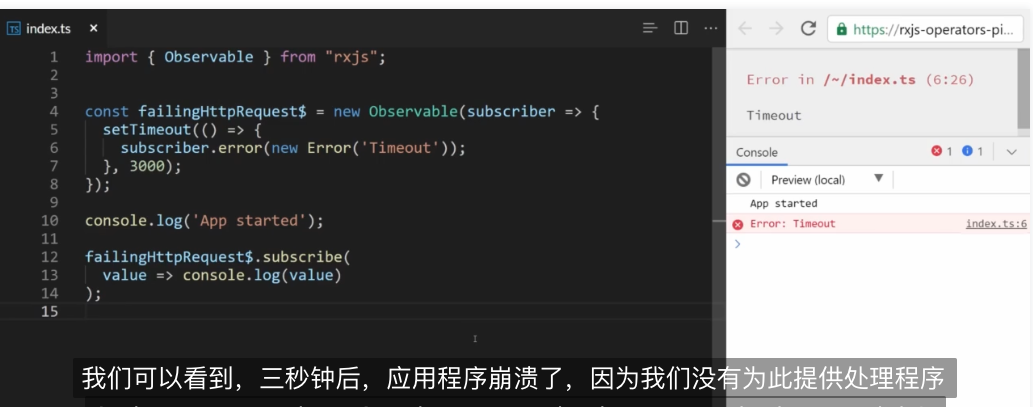 TS index.ts ×
https://rxjs-operators-pi...
1 import { Observable } from "rxjs";
2
3
4 const failingHttpRequest$ = new Observable(subscriber => {
5 setTimeout(() => {
6 subscriber.error(new Error('Timeout'));
7 }, 3000);
8 });
9
10 console.log('App started');
11
12 failingHttpRequest$.subscribe(
13 value => console.log(value)
14 );
15
Error in /~/index.ts (6:26)
Timeout
Console 1 1
Preview (local)
App started
Error: Timeout index.ts:6
我们可以看到，三秒钟后，应用程序崩溃了，因为我们没有为此提供处理程序